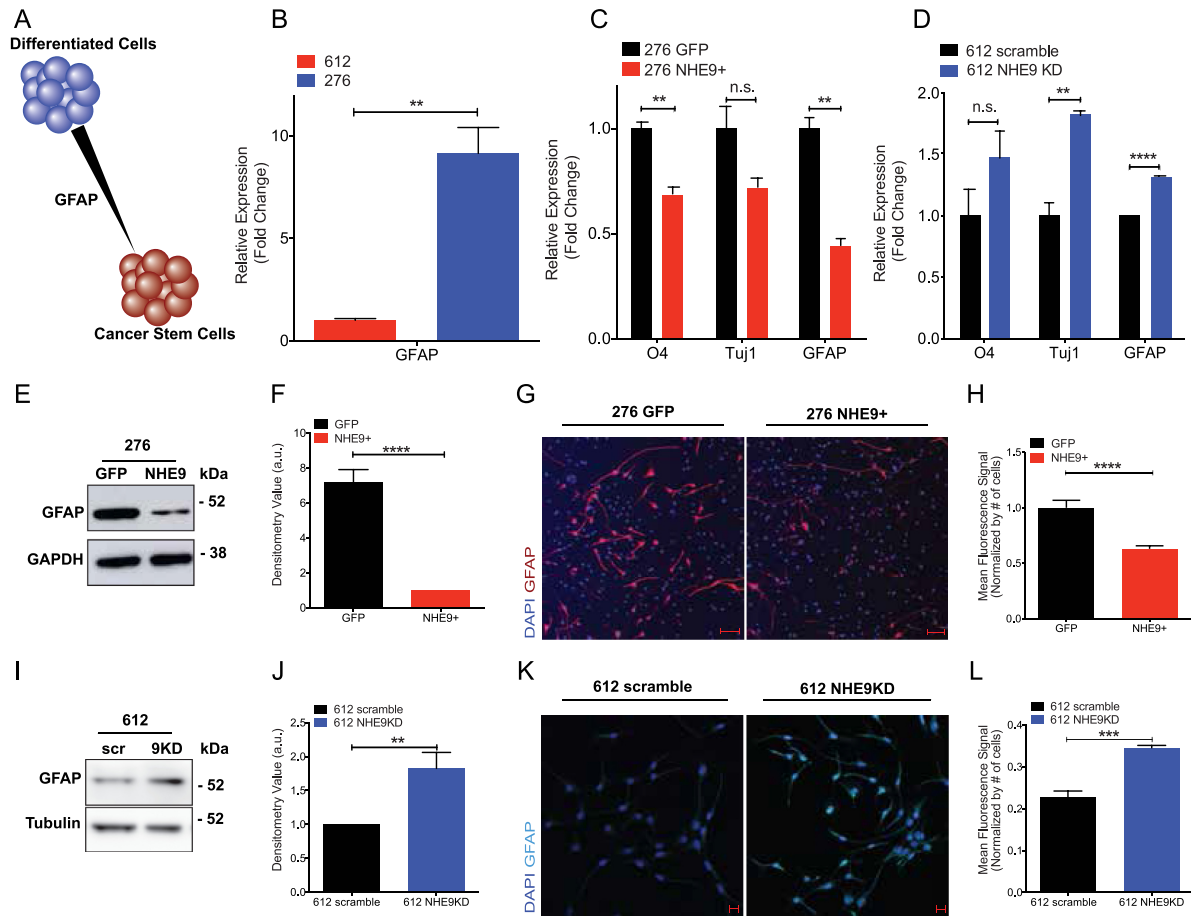 A
Differentiated Cells
GFAP
Cancer Stem Cells
B
612
276
**
Relative Expression
(Fold Change)
10
5
0
GFAP
C
276 GFP
276 NHE9+
**
n.s.
**
Relative Expression
(Fold Change)
1.0
0.5
0.0
O4
Tuj1
GFAP
D
612 scramble
612 NHE9 KD
n.s.
**
****
Relative Expression
(Fold Change)
2.0
1.5
1.0
0.5
0.0
O4
Tuj1
GFAP
E
276
GFP NHE9 kDa
GFAP
- 52
GAPDH
- 38
F
GFP
NHE9+
****
Densitometry Value (a.u.)
8
6
4
2
0
GFP
NHE9+
G
276 GFP
276 NHE9+
DAPI GFAP
H
GFP
NHE9+
****
Mean Fluorescence Signal
(Normalized by # of cells)
1.5
1.0
0.5
0.0
GFP
NHE9+
I
612
scr 9KD kDa
GFAP
- 52
Tubulin
- 52
J
612 scramble
612 NHE9KD
**
Densitometry Value (a.u.)
2.5
2.0
1.5
1.0
0.5
0.0
612 scramble
612 NHE9KD
K
612 scramble
612 NHE9KD
DAPI GFAP
L
612 scramble
612 NHE9KD
***
Mean Fluorescence Signal
(Normalized by # of cells)
0.4
0.3
0.2
0.1
0.0
612 scramble
612 NHE9KD